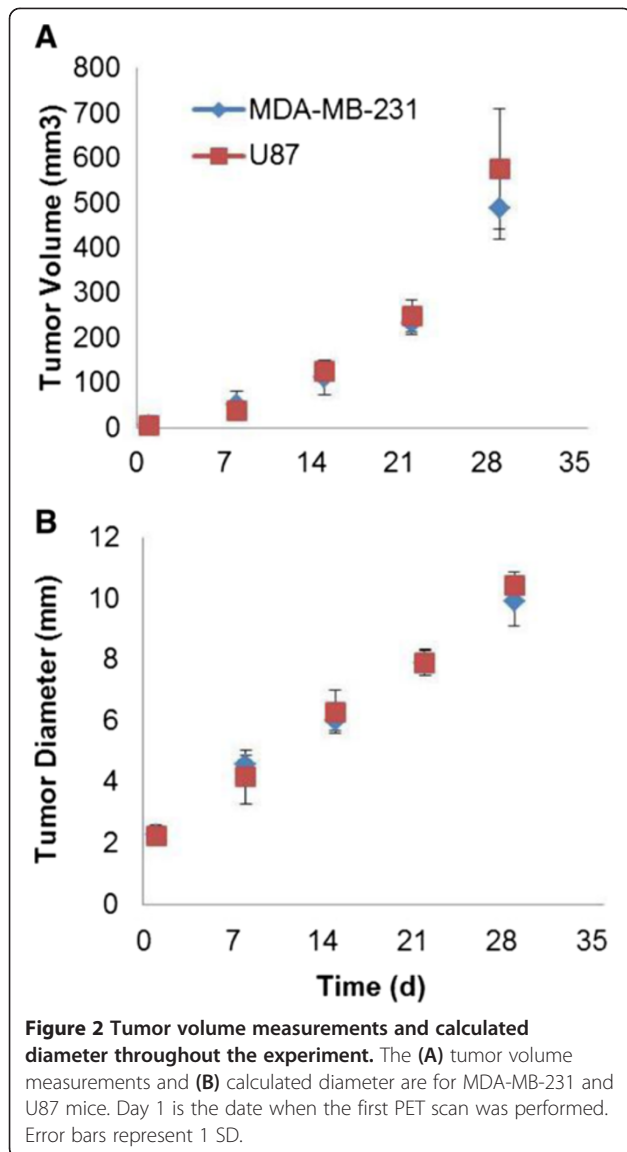 A
800
700
600
500
400
300
200
100
0
Tumor Volume (mm3)
MDA-MB-231
U87
0 7 14 21 28 35
B
12
10
8
6
4
2
0
Tumor Diameter (mm)
0 7 14 21 28 35
Time (d)
Figure 2 Tumor volume measurements and calculated
diameter throughout the experiment. The (A) tumor volume
measurements and (B) calculated diameter are for MDA-MB-231 and
U87 mice. Day 1 is the date when the first PET scan was performed.
Error bars represent 1 SD.